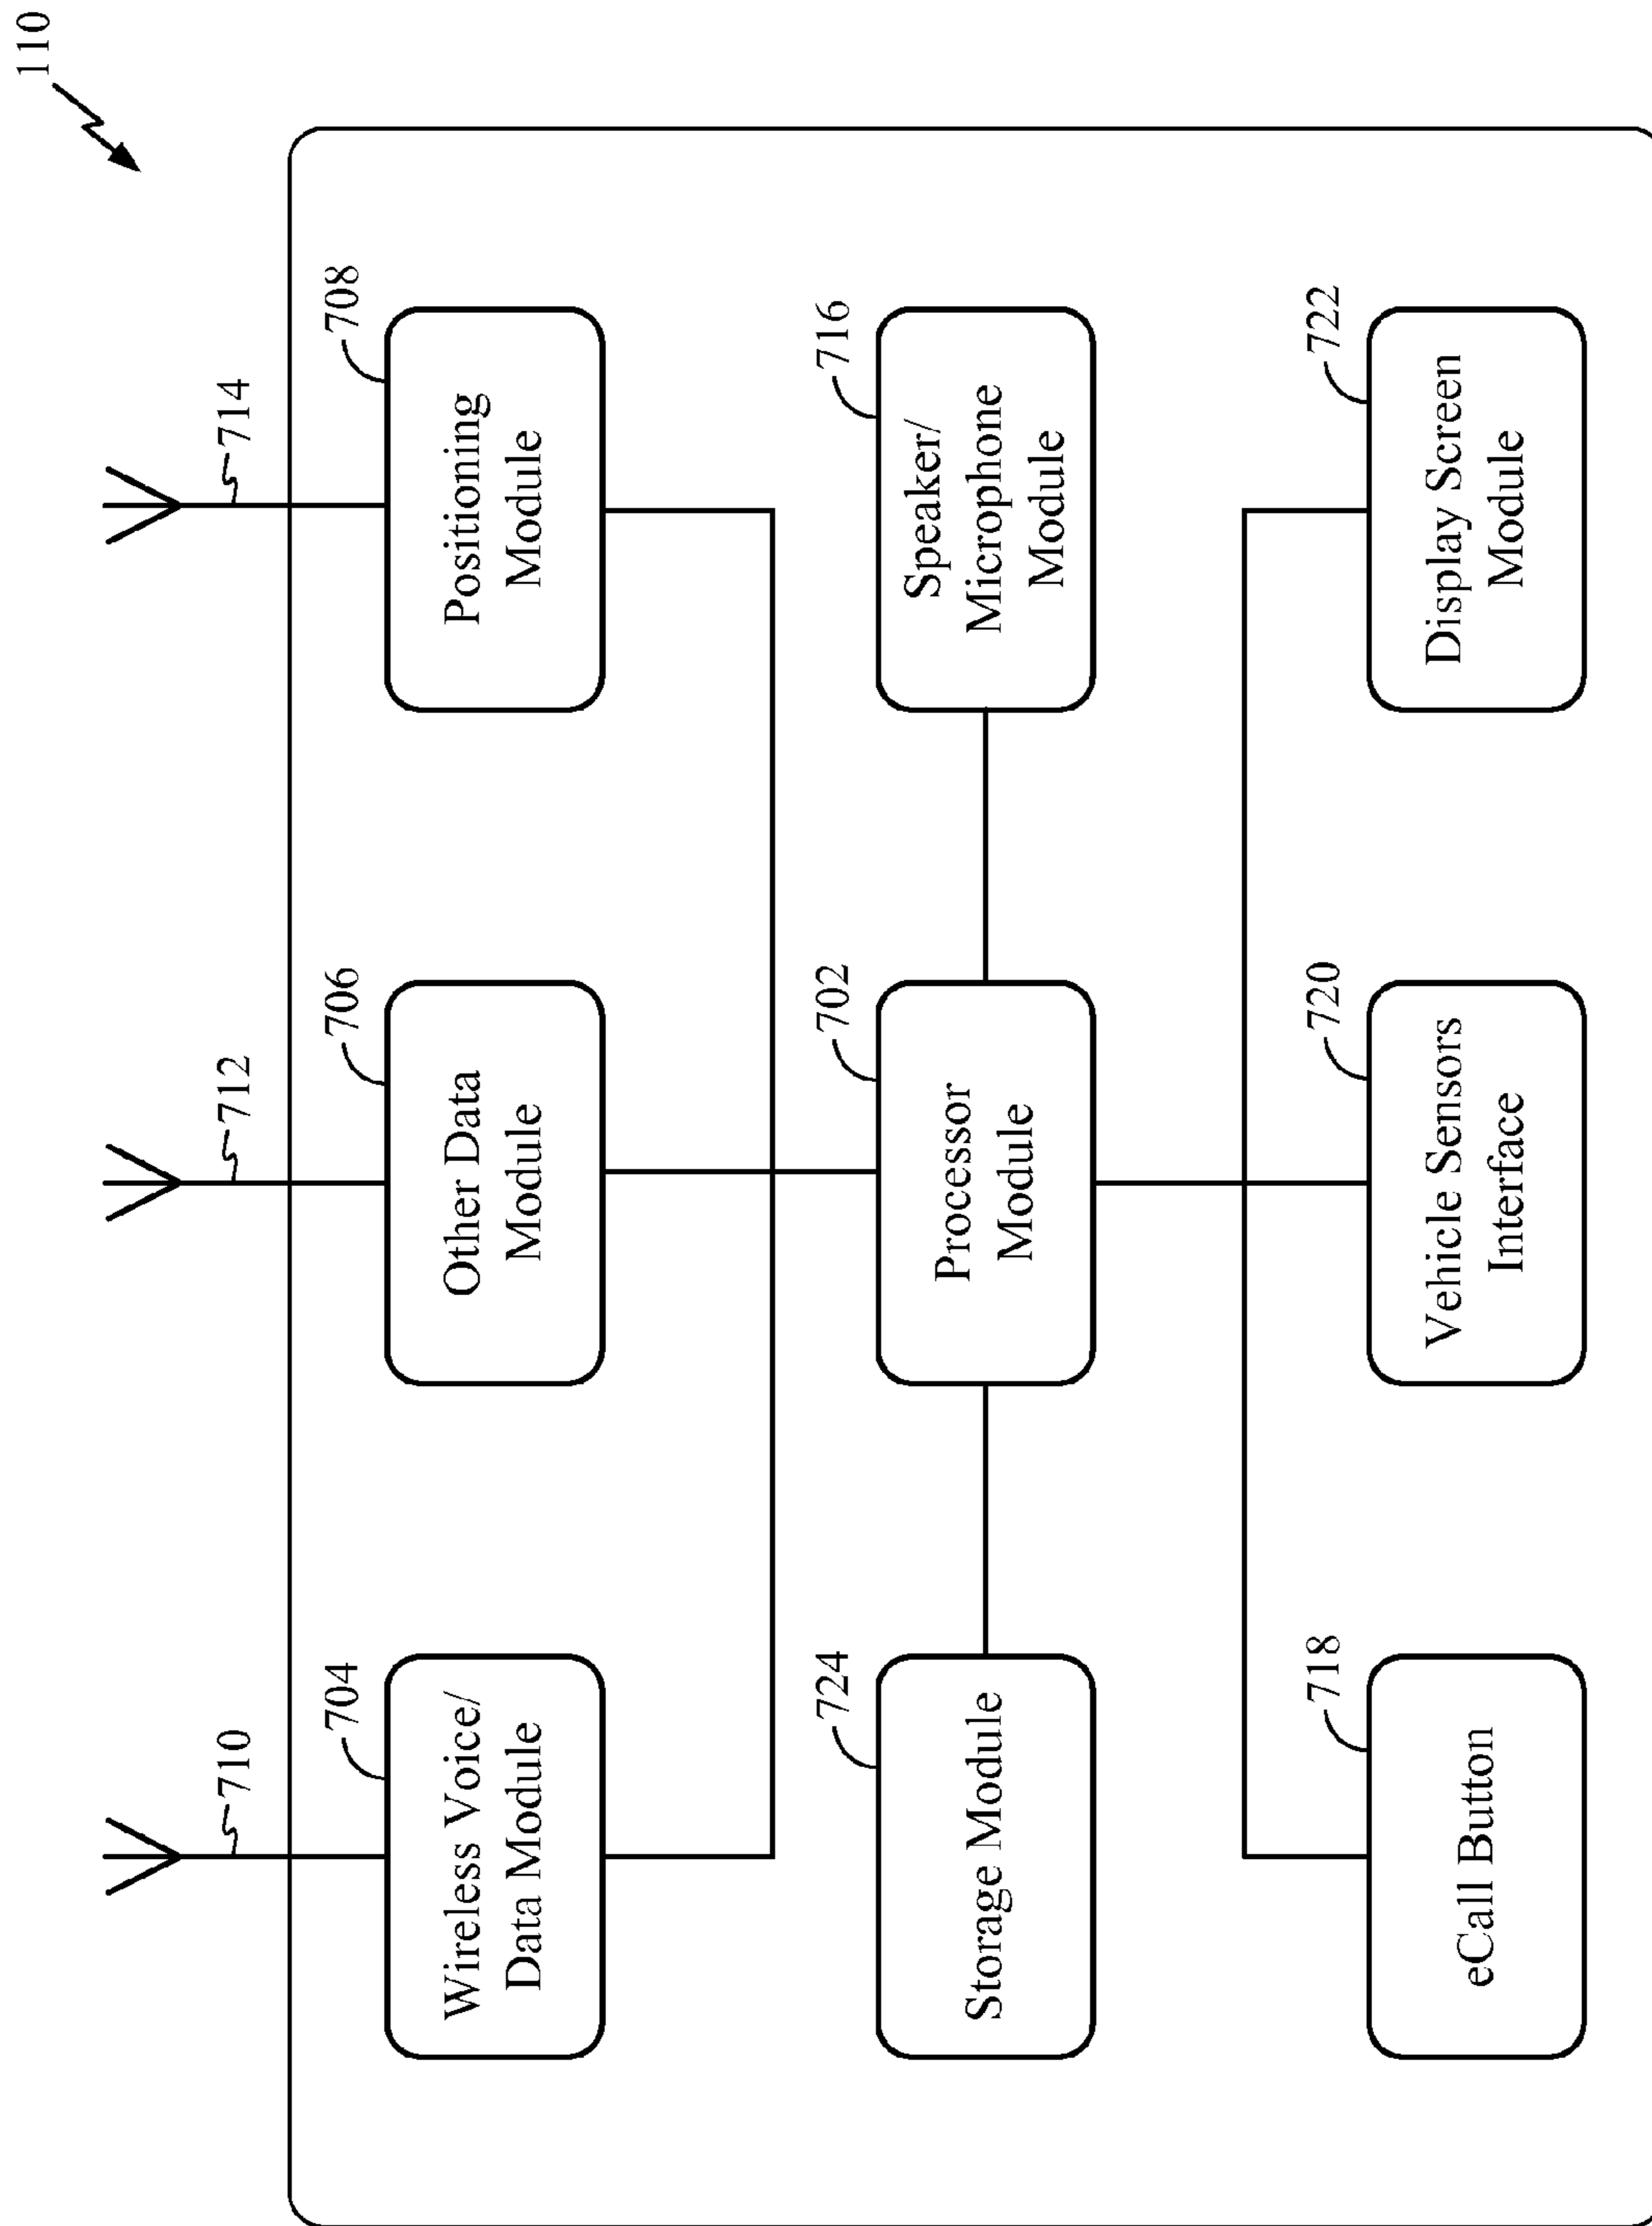 110
710
712
714
704
706
708
Wireless Voice/
Data Module
Other Data
Module
Positioning
Module
724
702
716
Storage Module
Processor
Module
Speaker/
Microphone
Module
718
720
722
eCall Button
Vehicle Sensors
Interface
Display Screen
Module